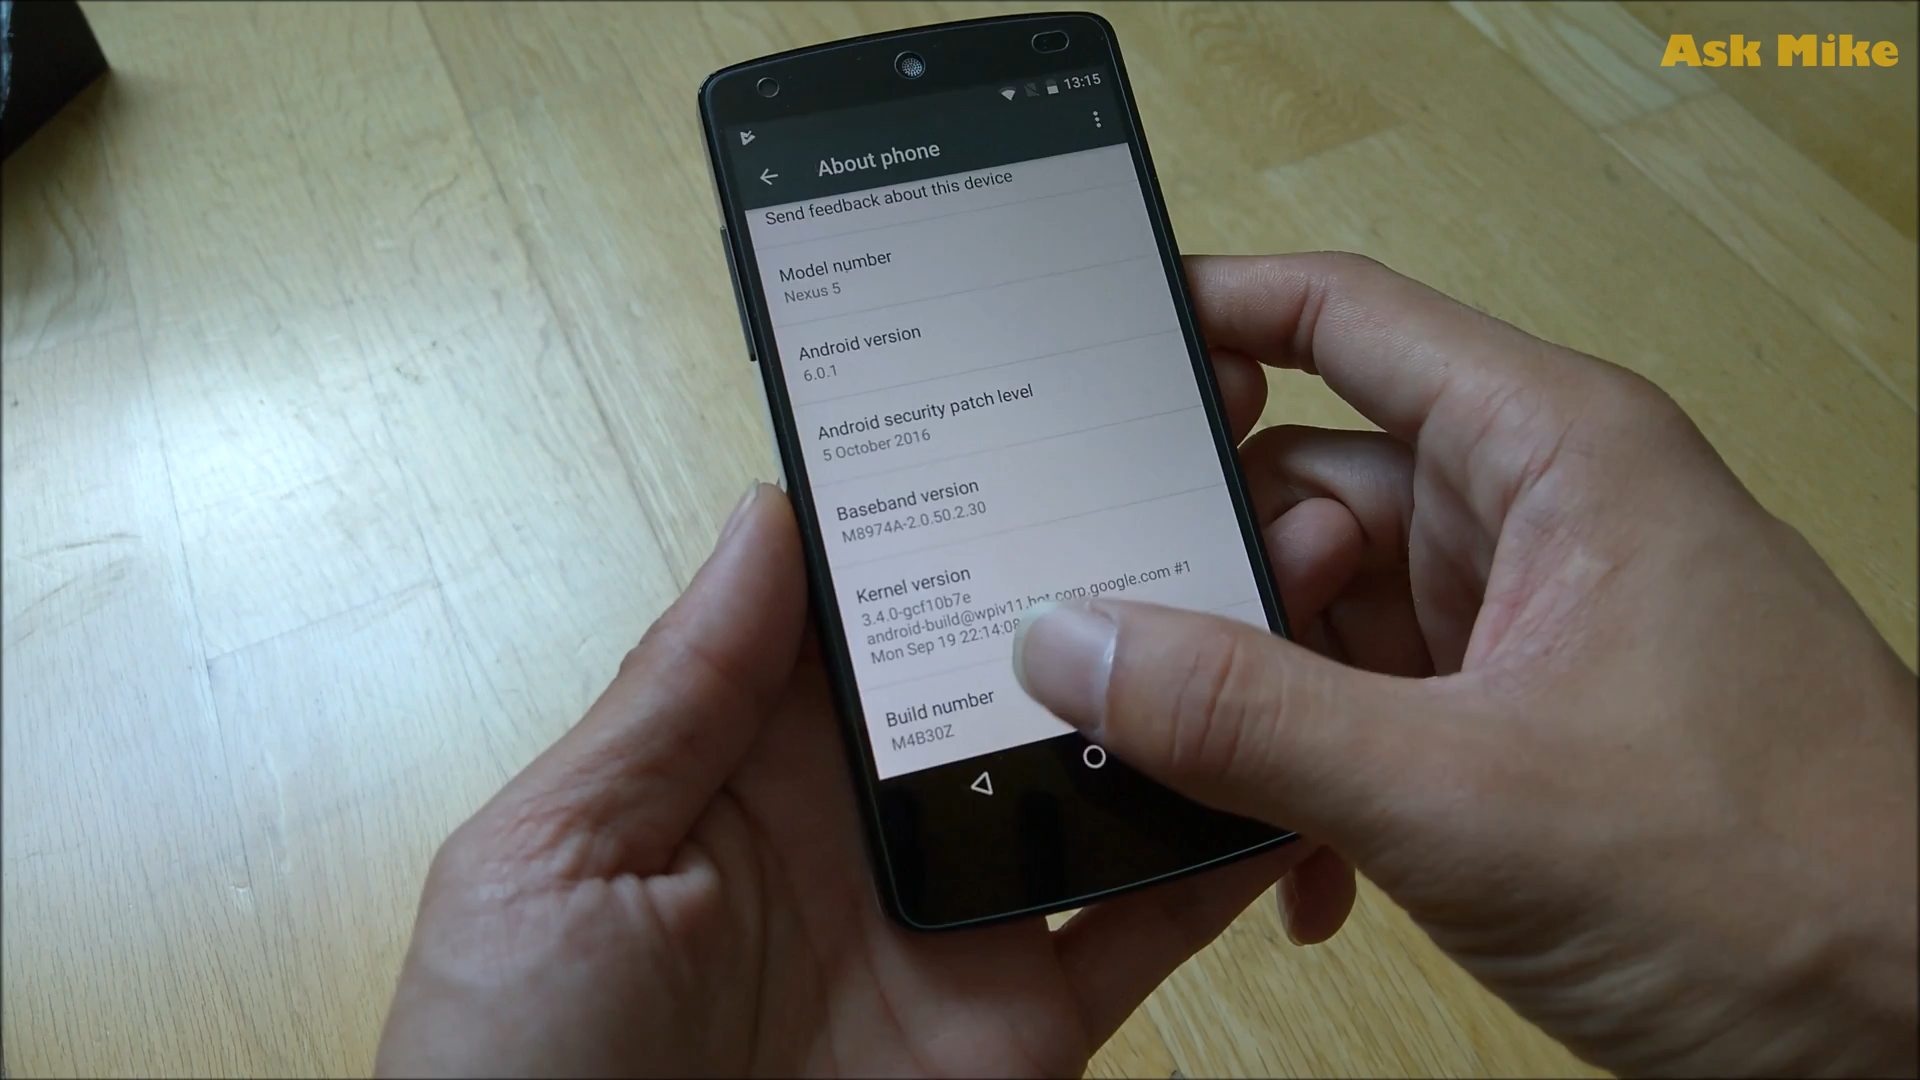 Ask Mike
13:15
About phone
Send feedback about this device
Model number
Nexus 5
Android version
6.0.1
Android security patch level
5 October 2016
Baseband version
M8974A-2.0.50.2.30
Kernel version
3.4.0-gcf10b7e
android-build@wpiv11.hot.corp.google.com #1
Mon Sep 19 22:14:08
Build number
M4B30Z